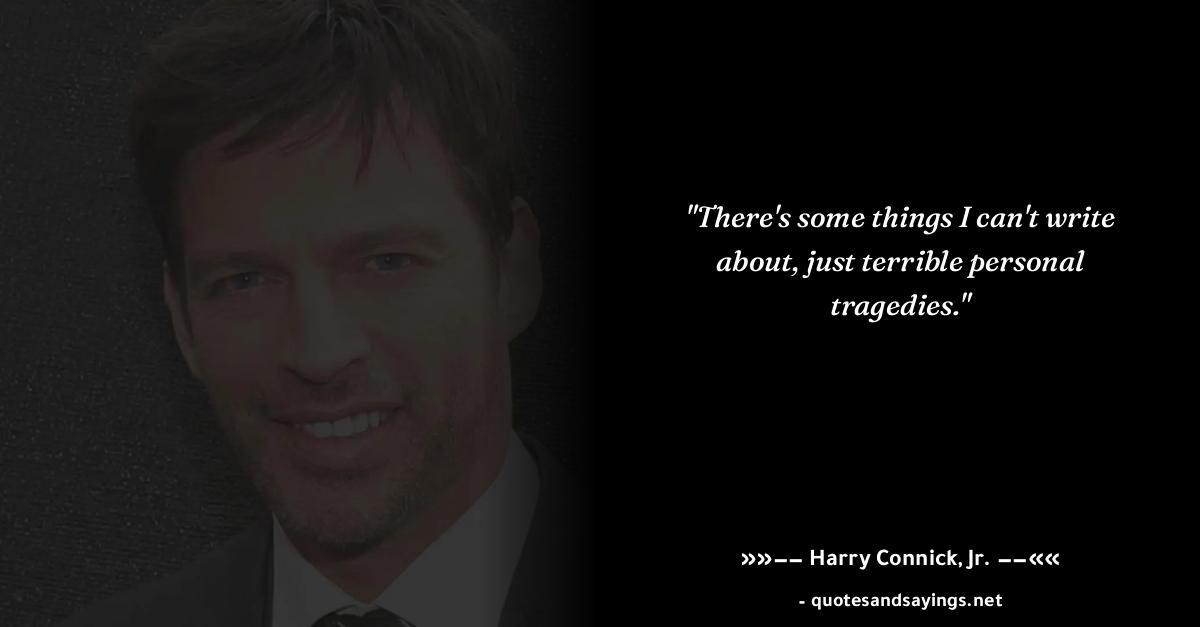 "There's some things I can't write
about, just terrible personal
tragedies."
»»–– Harry Connick, Jr. ––««
- quotesandsayings.net